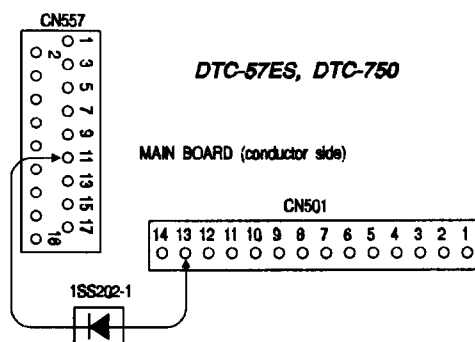 CN557
1
2
3
5
7
9
11
13
15
17
18
DTC-57ES, DTC-750
MAIN BOARD (conductor side)
CN501
14 13 12 11 10 9 8 7 6 5 4 3 2 1
1SS202-1